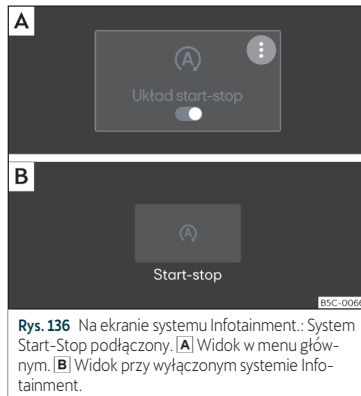 A
A
Układ start-stop
B
A
Start-stop
B5C-0066
Rys. 136 Na ekranie systemu Infotainment.: System
Start-Stop podłączony. A Widok w menu głów-
nym. B Widok przy wyłączonym systemie Info-
tainment.